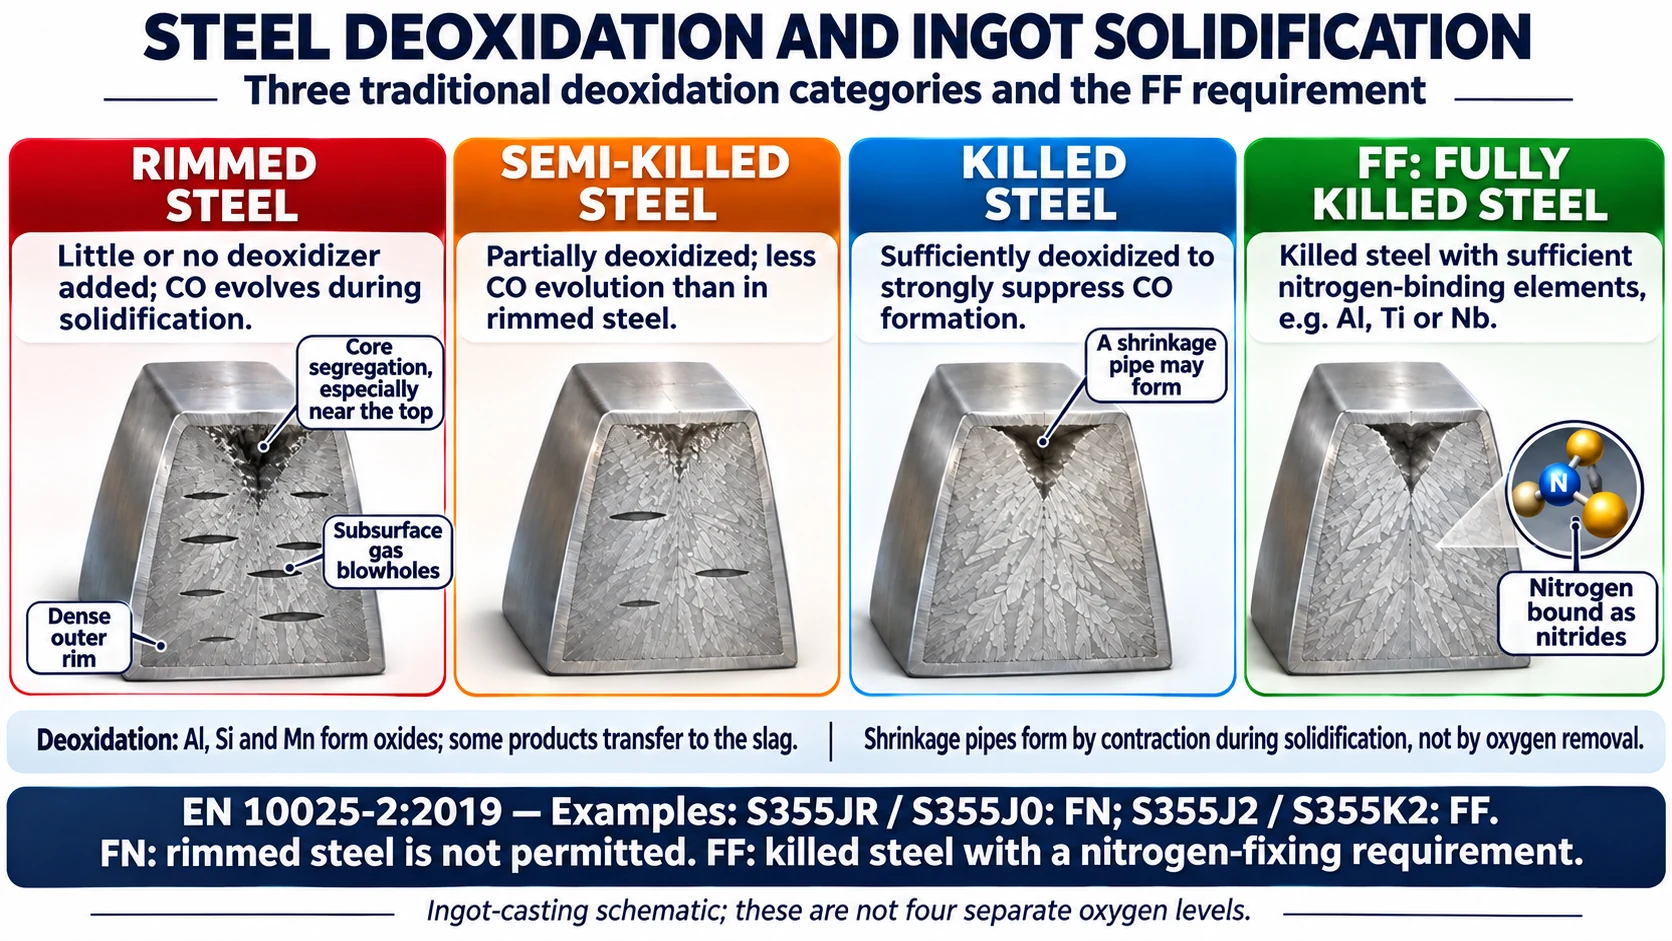 STEEL DEOXIDATION AND INGOT SOLIDIFICATION
Three traditional deoxidation categories and the FF requirement
RIMMED
STEEL
Little or no deoxidizer
added; CO evolves during
solidification.
Core
segregation,
especially
near the top
Subsurface
gas
blowholes
Dense
outer
rim
SEMI-KILLED
STEEL
Partially deoxidized; less
CO evolution than in
rimmed steel.
KILLED
STEEL
Sufficiently deoxidized to
strongly suppress CO
formation.
A shrinkage
pipe may
form
FF: FULLY
KILLED STEEL
Killed steel with sufficient
nitrogen-binding elements,
e.g. Al, Ti or Nb.
N
Nitrogen
bound as
nitrides
Deoxidation: Al, Si and Mn form oxides; some products transfer to the slag.
Shrinkage pipes form by contraction during solidification, not by oxygen removal.
EN 10025-2:2019 — Examples: S355JR / S355J0: FN; S355J2 / S355K2: FF.
FN: rimmed steel is not permitted. FF: killed steel with a nitrogen-fixing requirement.
Ingot-casting schematic; these are not four separate oxygen levels.